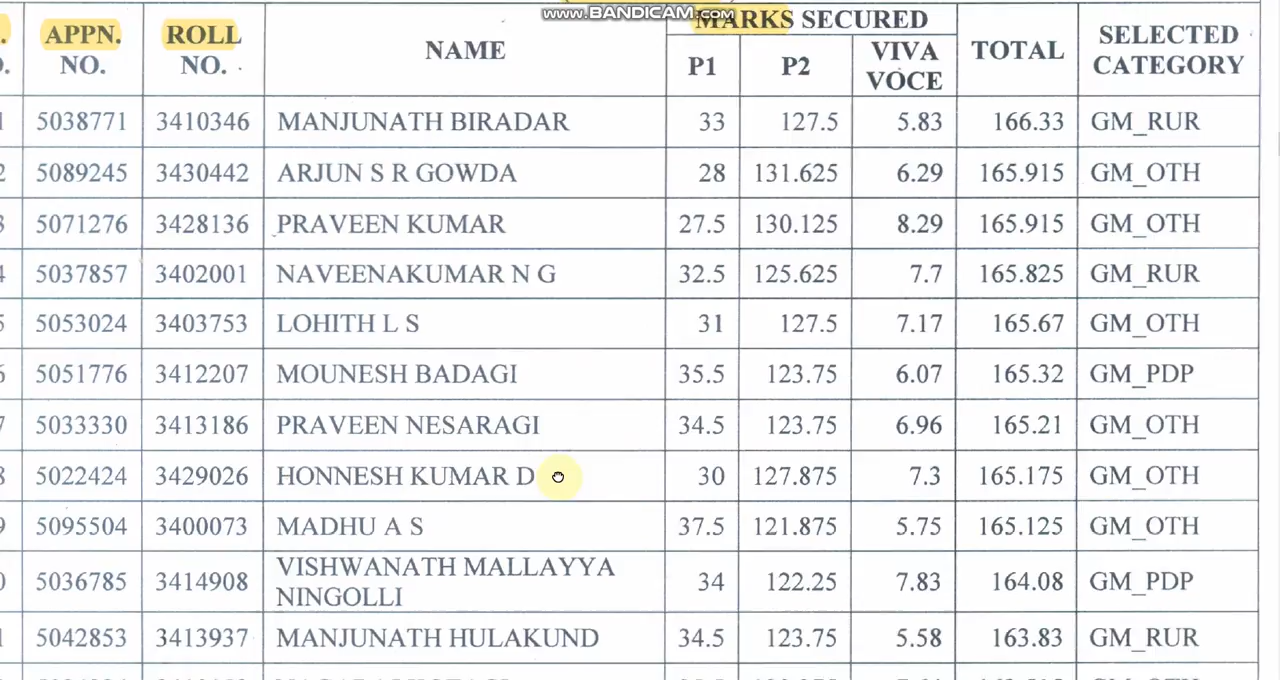 www.BANDICAM.com
MARKS SECURED
APPN. NO.
ROLL NO.
NAME
P1
P2
VIVA VOCE
TOTAL
SELECTED CATEGORY
5038771 3410346 MANJUNATH BIRADAR 33 127.5 5.83 166.33 GM_RUR
5089245 3430442 ARJUN S R GOWDA 28 131.625 6.29 165.915 GM_OTH
5071276 3428136 PRAVEEN KUMAR 27.5 130.125 8.29 165.915 GM_OTH
5037857 3402001 NAVEENAKUMAR N G 32.5 125.625 7.7 165.825 GM_RUR
5053024 3403753 LOHITH L S 31 127.5 7.17 165.67 GM_OTH
5051776 3412207 MOUNESH BADAGI 35.5 123.75 6.07 165.32 GM_PDP
5033330 3413186 PRAVEEN NESARAGI 34.5 123.75 6.96 165.21 GM_OTH
5022424 3429026 HONNESH KUMAR D 30 127.875 7.3 165.175 GM_OTH
5095504 3400073 MADHU A S 37.5 121.875 5.75 165.125 GM_OTH
5036785 3414908 VISHWANATH MALLAYYA NINGOLLI 34 122.25 7.83 164.08 GM_PDP
5042853 3413937 MANJUNATH HULAKUND 34.5 123.75 5.58 163.83 GM_RUR